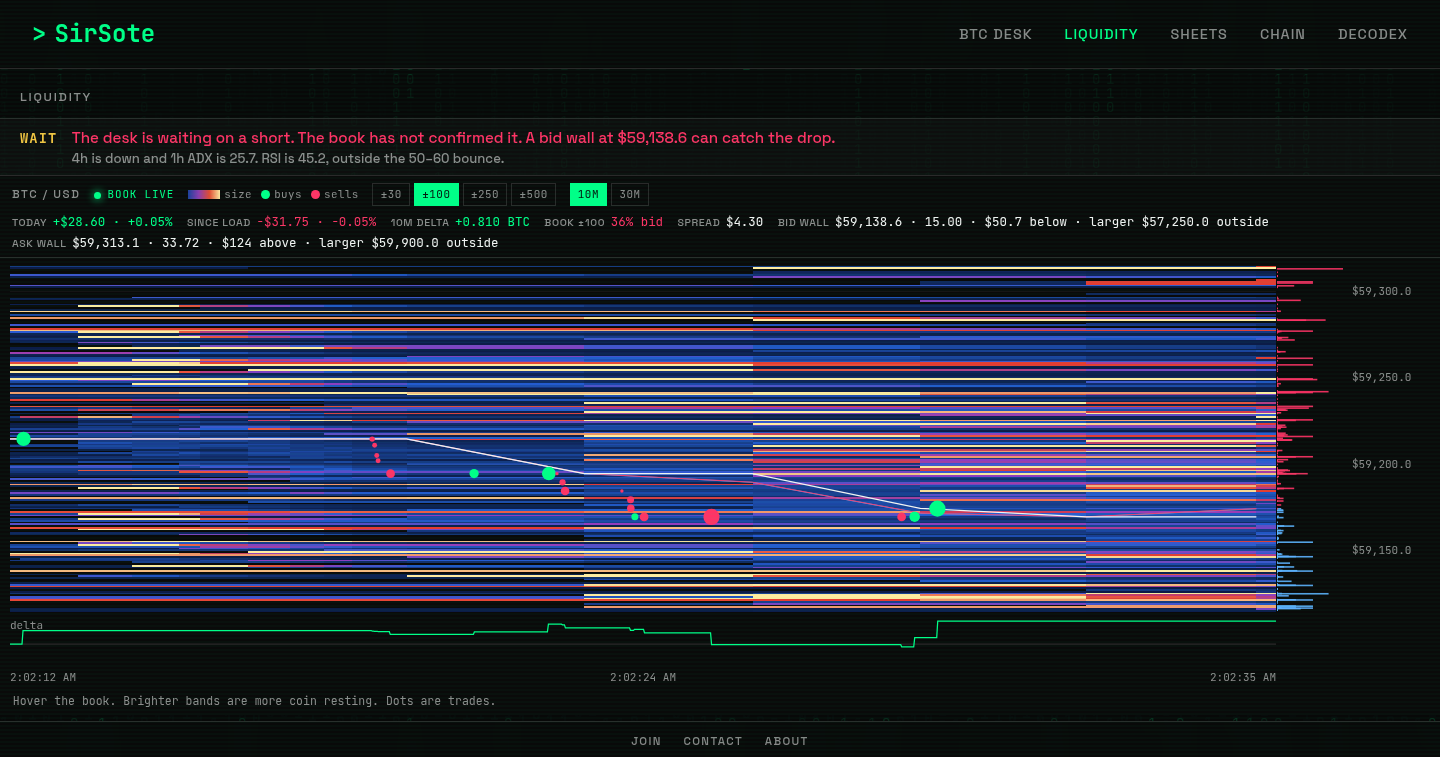 > SirSote
BTC DESK LIQUIDITY SHEETS CHAIN DECODEX
LIQUIDITY
WAIT The desk is waiting on a short. The book has not confirmed it. A bid wall at $59,138.6 can catch the drop.
4h is down and 1h ADX is 25.7. RSI is 45.2, outside the 50–60 bounce.
BTC / USD BOOK LIVE size buys sells ±30 ±100 ±250 ±500 10M 30M
TODAY +$28.60 · +0.05% SINCE LOAD -$31.75 · -0.05% 10M DELTA +0.810 BTC BOOK ±100 36% bid SPREAD $4.30 BID WALL $59,138.6 · 15.00 · $50.7 below · larger $57,250.0 outside
ASK WALL $59,313.1 · 33.72 · $124 above · larger $59,900.0 outside
$59,300.0
$59,250.0
$59,200.0
$59,150.0
delta
2:02:12 AM 2:02:24 AM 2:02:35 AM
Hover the book. Brighter bands are more coin resting. Dots are trades.
JOIN CONTACT ABOUT